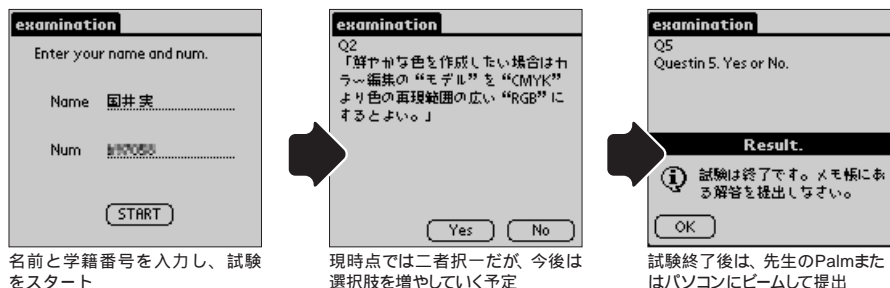 examination
Enter your name and num.
Name 国井 実
Num
START
名前と学籍番号を入力し、試験
をスタート
examination
Q2
「鮮やかな色を作成したい場合はカ
ラ〜編集の“モデル”を“CMYK”
より色の再現範囲の広い“RGB”に
するとよい。」
Yes No
現時点では二者択一だが、今後は
選択肢を増やしていく予定
examination
Q5
Questin 5. Yes or No.
Result.
試験は終了です。メモ帳にあ
る解答を提出しなさい。
OK
試験終了後は、先生のPalmまた
はパソコンにビームして提出